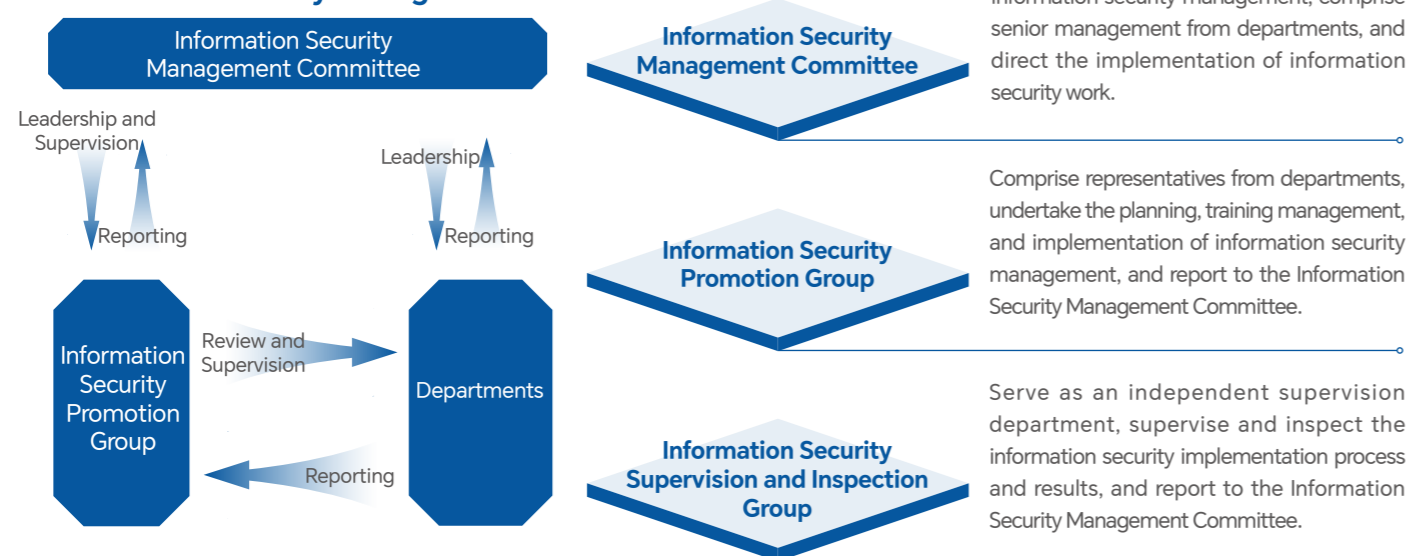 Information Security
Management Committee
Leadership and
Supervision
Reporting
Leadership
Reporting
Information
Security
Promotion
Group
Review and
Supervision
Departments
Reporting
Information Security
Management Committee
senior management from departments, and
direct the implementation of information
security work.
Information Security
Promotion Group
Comprise representatives from departments,
undertake the planning, training management,
and implementation of information security
management, and report to the Information
Security Management Committee.
Information Security
Supervision and Inspection
Group
Serve as an independent supervision
department, supervise and inspect the
information security implementation process
and results, and report to the Information
Security Management Committee.